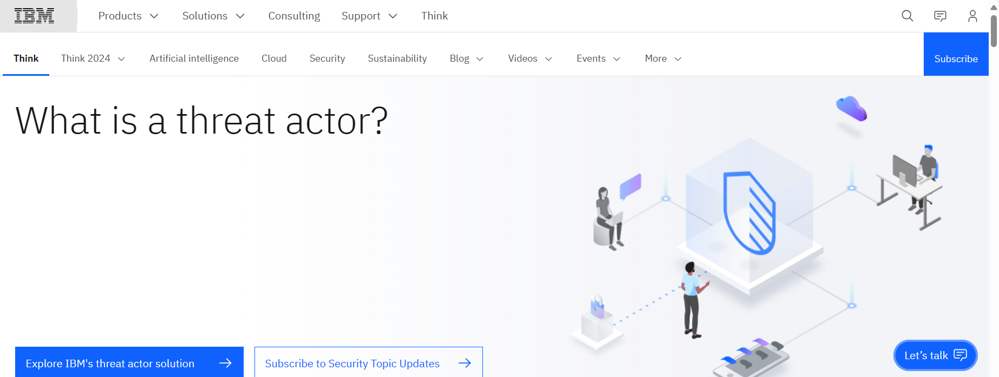 IBM Products Solutions Consulting Support Think
Think Think 2024 Artificial intelligence Cloud Security Sustainability Blog Videos Events More Subscribe
What is a threat actor?
Explore IBM's threat actor solution Subscribe to Security Topic Updates Let's talk